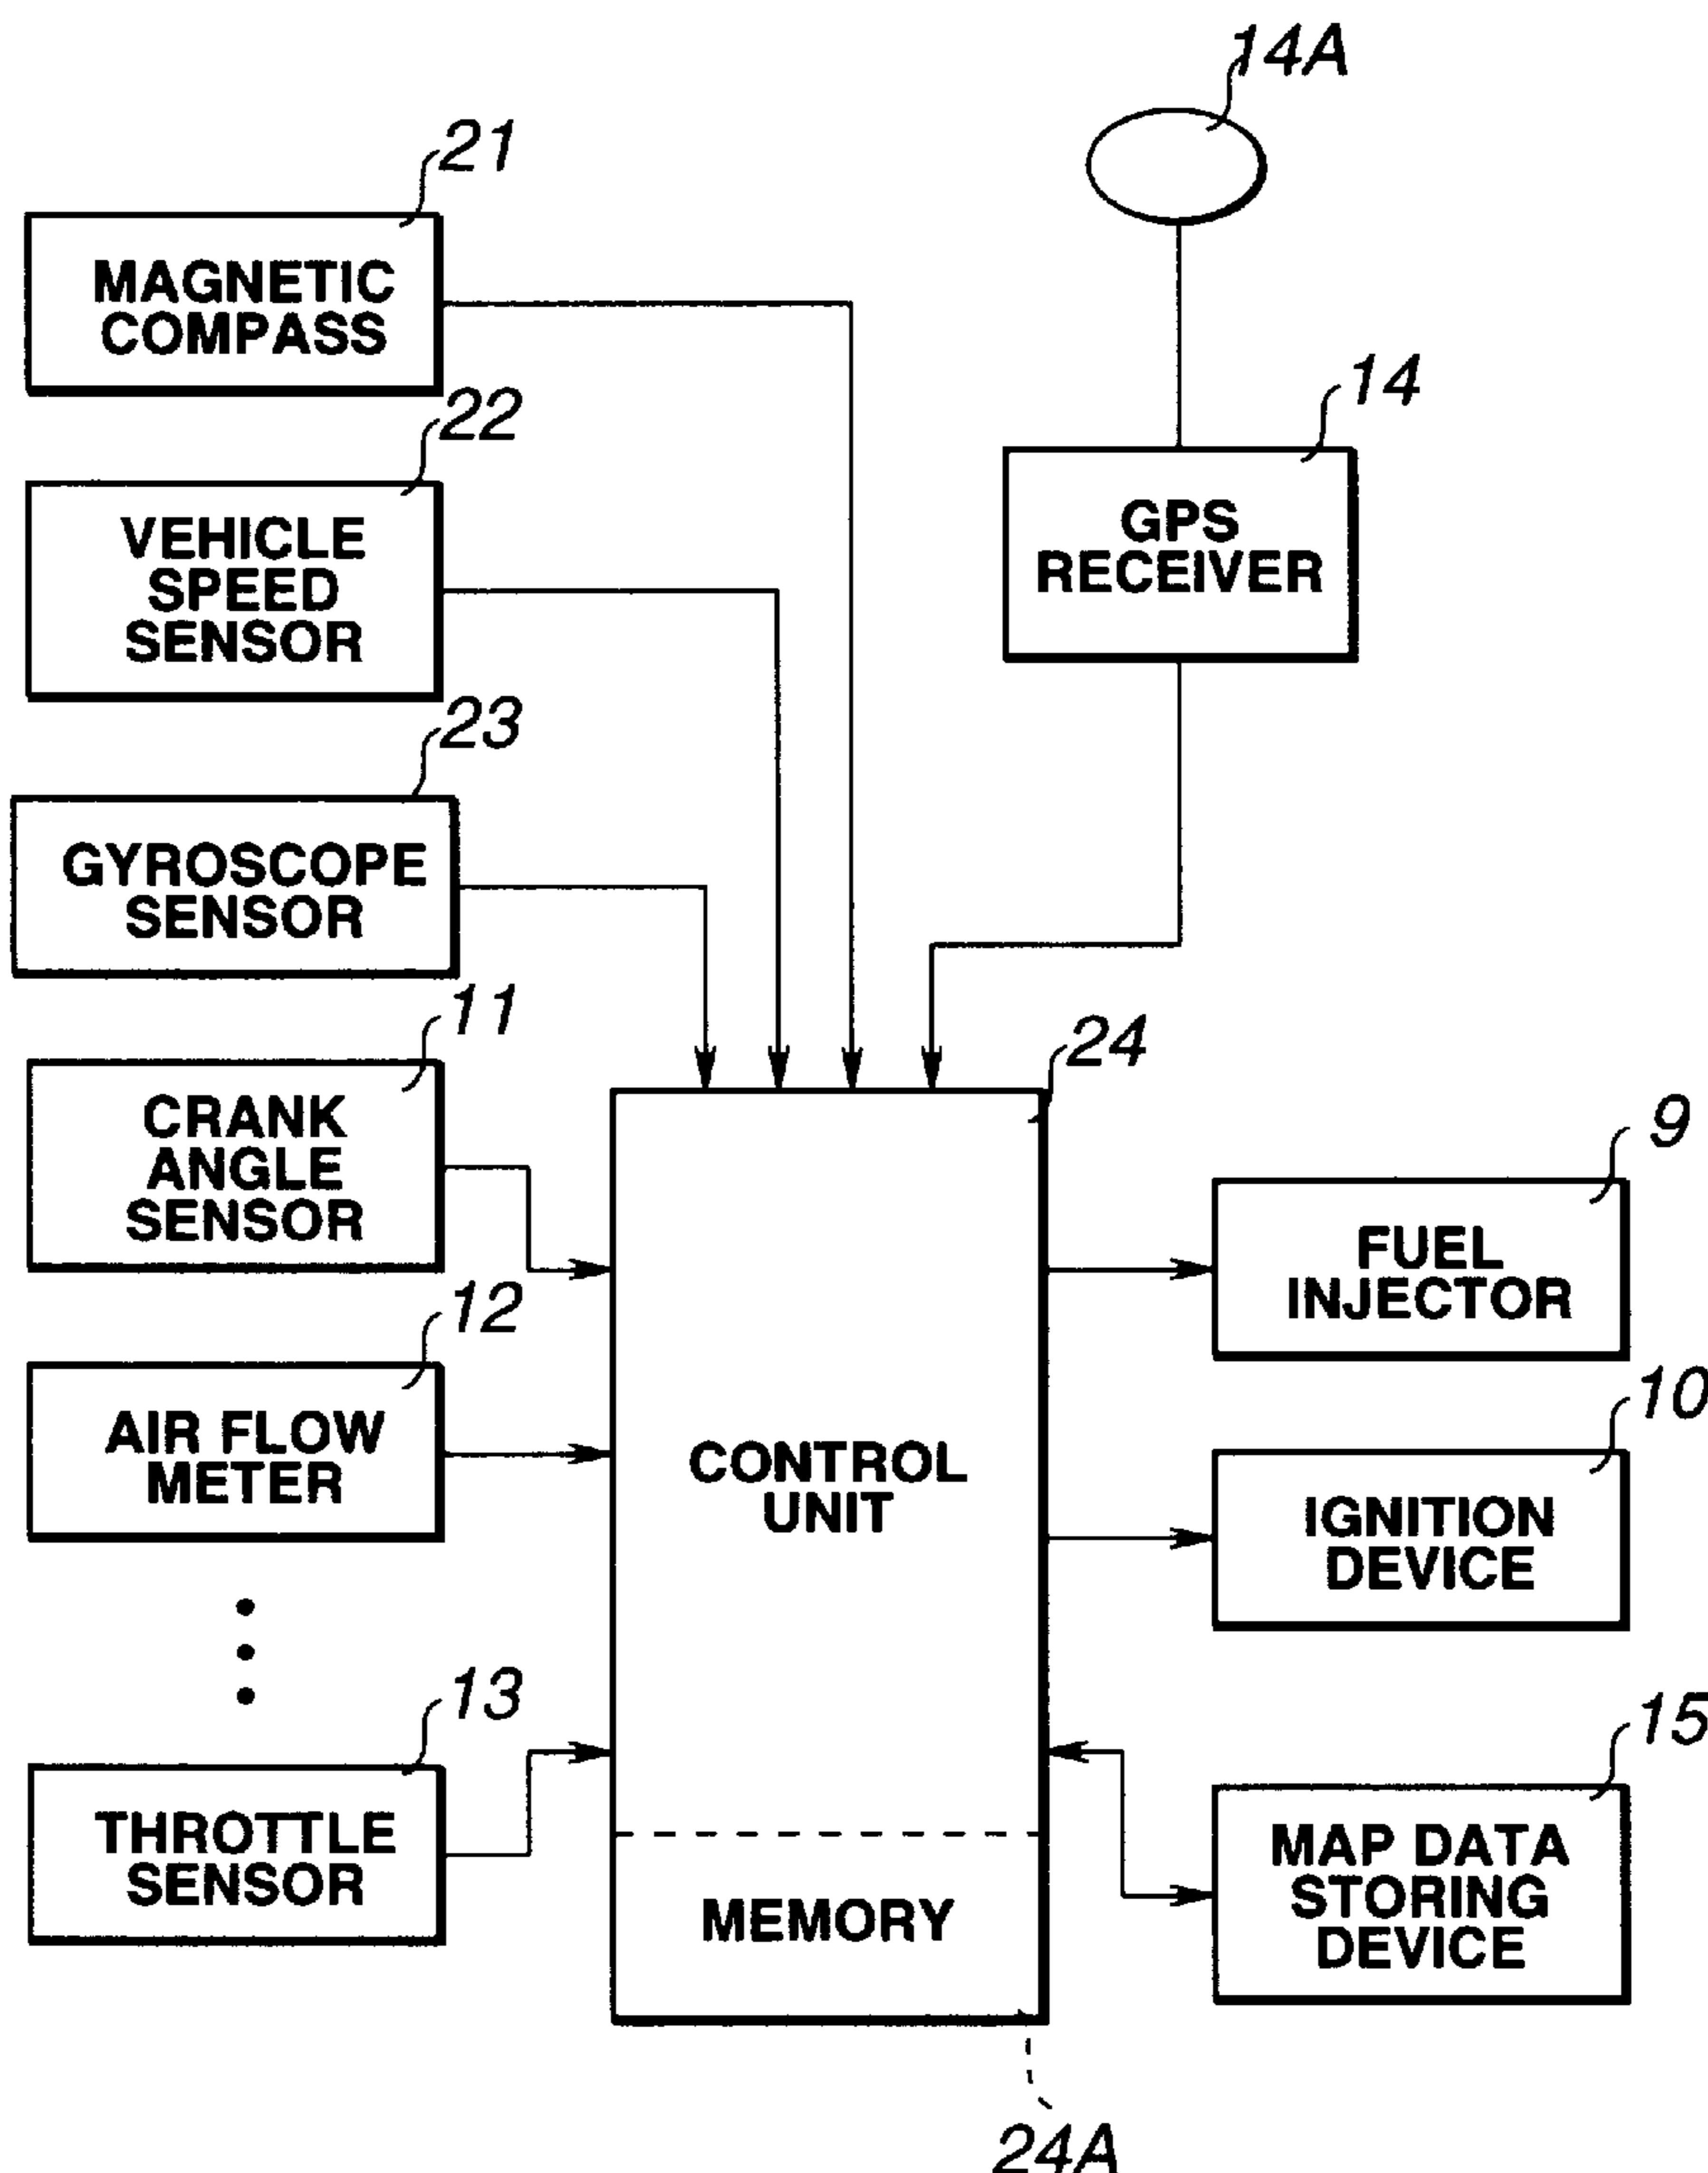 14A
21
MAGNETIC
COMPASS
22
VEHICLE
SPEED
SENSOR
14
GPS
RECEIVER
23
GYROSCOPE
SENSOR
11
CRANK
ANGLE
SENSOR
24
9
FUEL
INJECTOR
12
AIR FLOW
METER
CONTROL
UNIT
10
IGNITION
DEVICE
13
THROTTLE
SENSOR
MEMORY
15
MAP DATA
STORING
DEVICE
24A